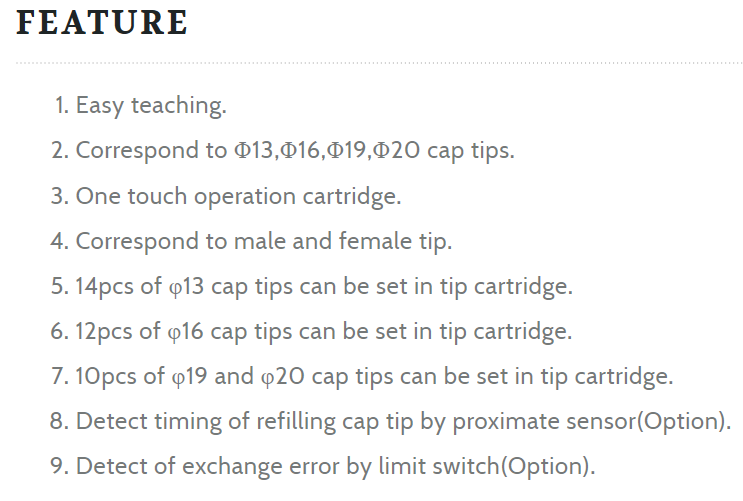 FEATURE
1. Easy teaching.
2. Correspond to Φ13,Φ16,Φ19,Φ20 cap tips.
3. One touch operation cartridge.
4. Correspond to male and female tip.
5. 14pcs of φ13 cap tips can be set in tip cartridge.
6. 12pcs of φ16 cap tips can be set in tip cartridge.
7. 10pcs of φ19 and φ20 cap tips can be set in tip cartridge.
8. Detect timing of refilling cap tip by proximate sensor(Option).
9. Detect of exchange error by limit switch(Option).